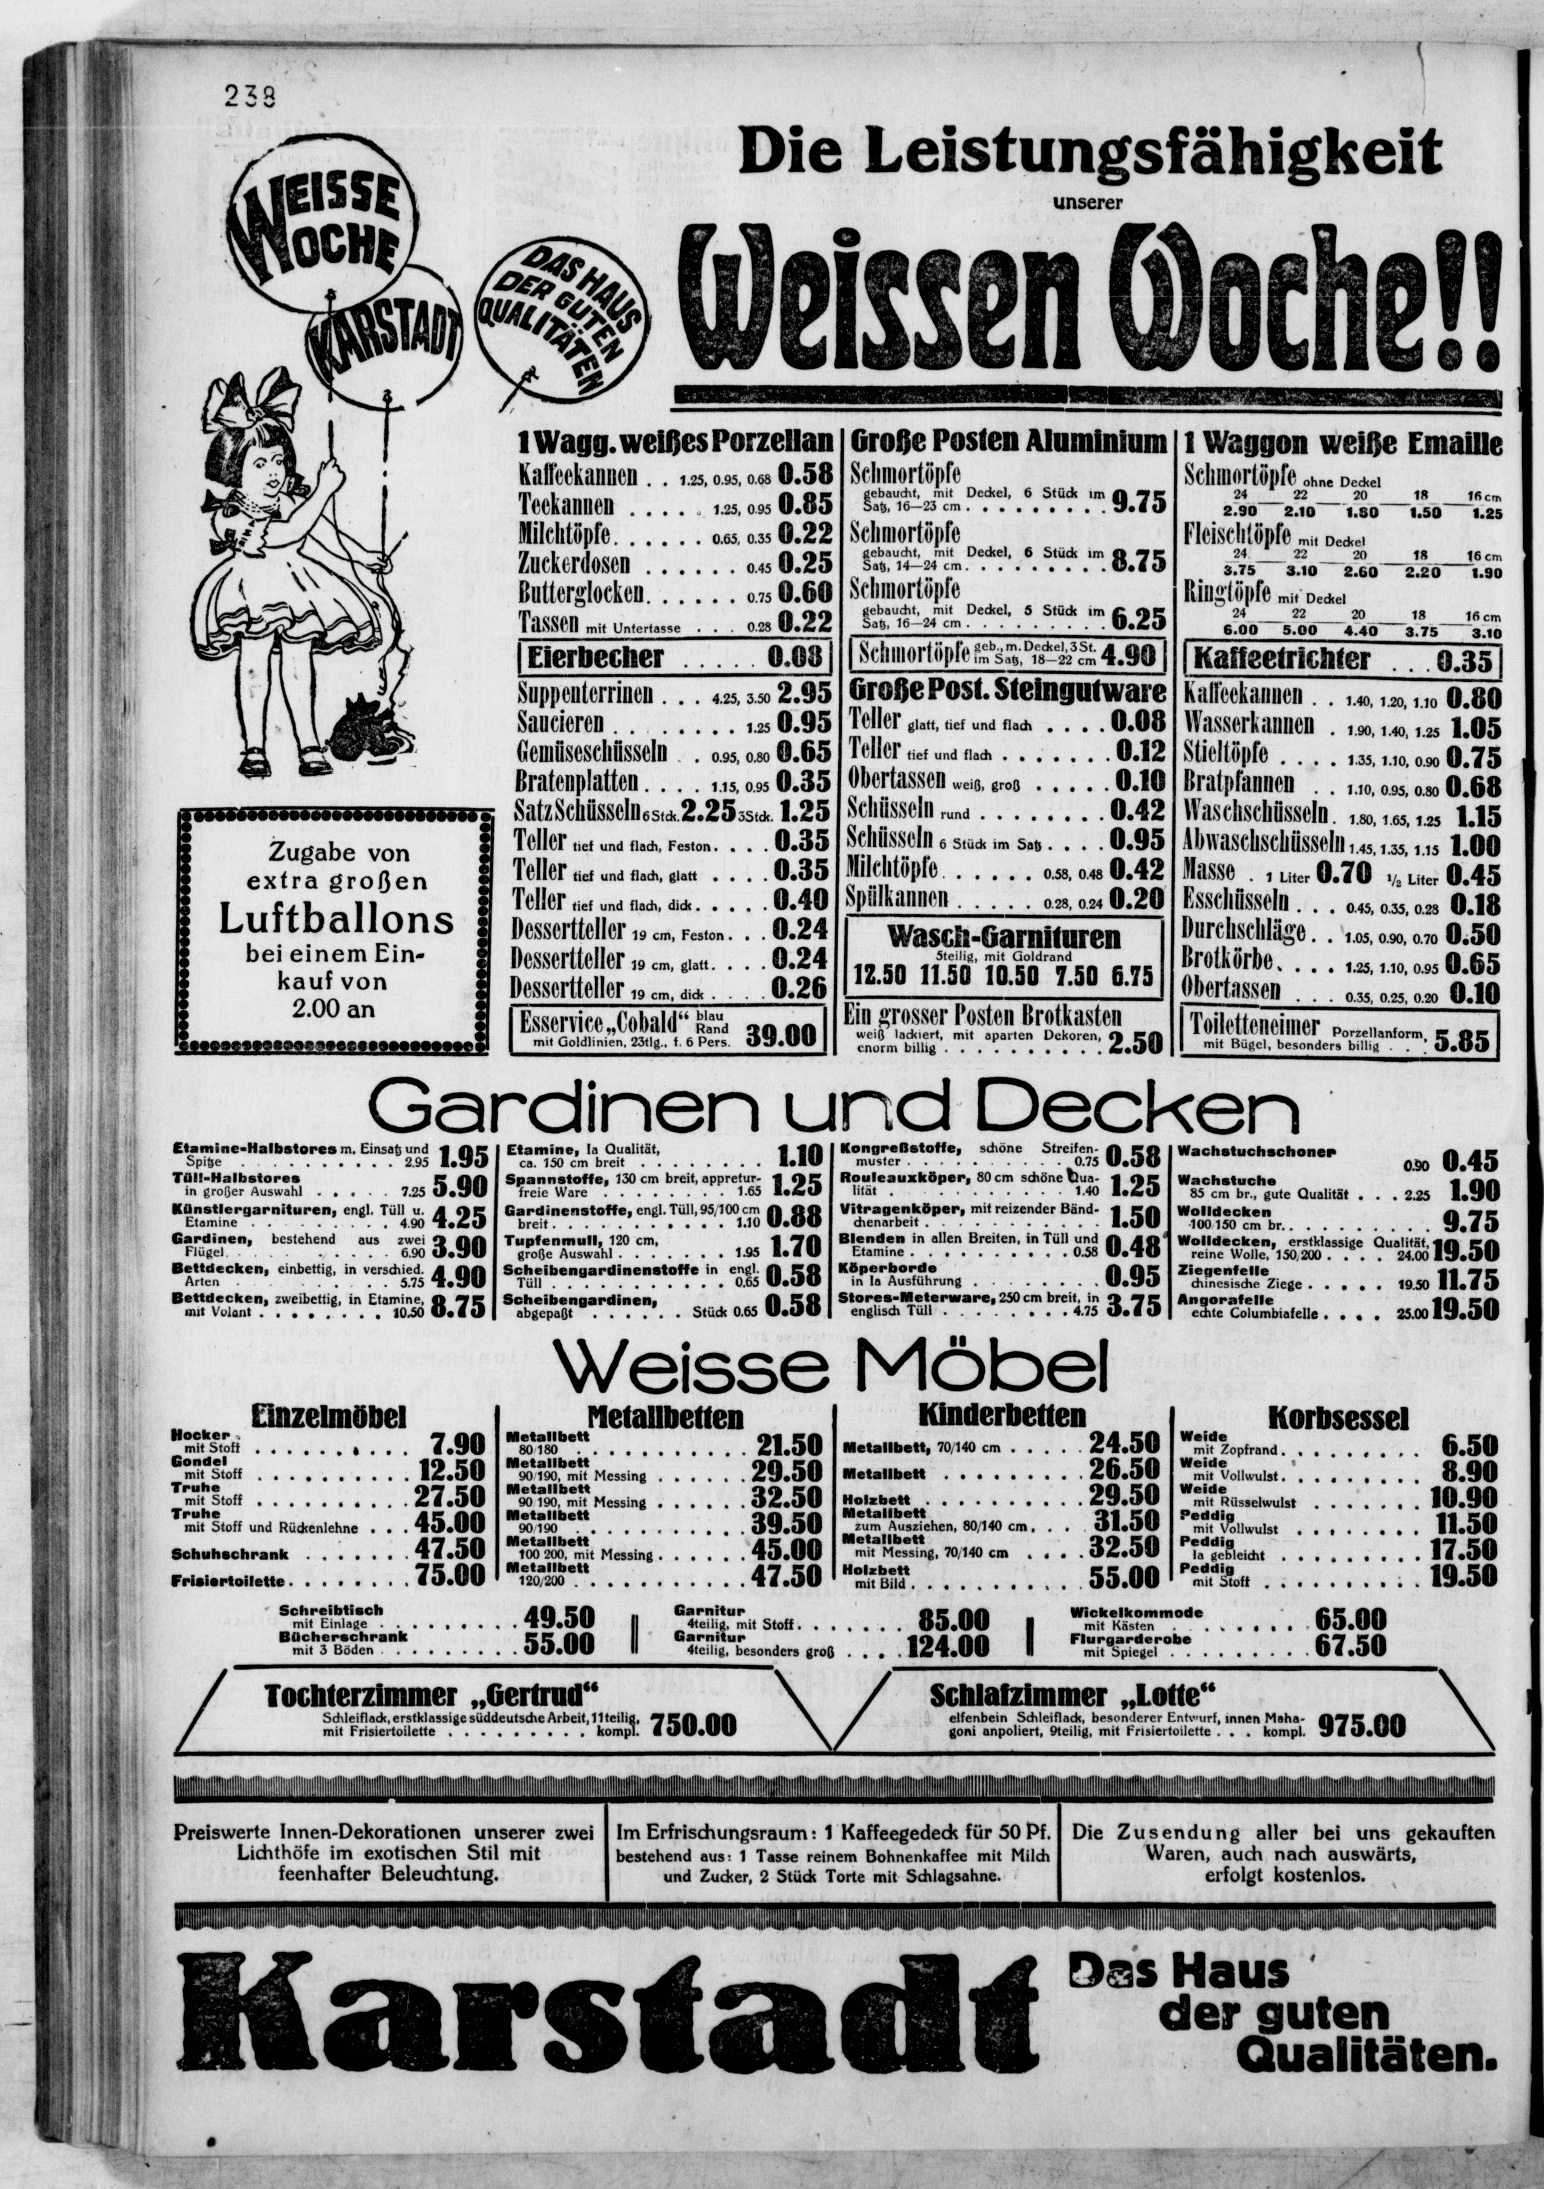 238
WEISSE
WOCHE
KARSTADT
DAS HAUS
DER GUTEN
QUALITÄTEN
Die Leistungsfähigkeit
unserer
Weissen Woche!!
Zugabe von
extra großen
Luftballons
bei einem Ein-
kauf von
2.00 an
1 Wagg. weißes Porzellan
Kaffeekannen . . 1.25, 0.95, 0.68 0.58
Teekannen . . . . . 1.25, 0.95 0.85
Milchtöpfe. . . . . . . 0.65, 0.35 0.22
Zuckerdosen . . . . . . 0.45 0.25
Butterglocken. . . . . . 0.75 0.60
Tassen mit Untertasse . . . 0.28 0.22
Eierbecher . . . . . 0.08
Suppenterrinen . . . 4.25, 3.50 2.95
Saucieren . . . . . . . . 1.25 0.95
Gemüseschüsseln . . 0.95, 0.80 0.65
Bratenplatten . . . . 1.15, 0.95 0.35
Satz Schüsseln 6 Stck. 2.25 3 Stck. 1.25
Teller tief und flach, Feston. . . . 0.35
Teller tief und flach, glatt . . . . 0.35
Teller tief und flach, dick. . . . . 0.40
Dessertteller 19 cm, Feston. . . 0.24
Dessertteller 19 cm, glatt. . . . 0.24
Dessertteller 19 cm, dick . . . . 0.26
Esservice „Cobald“ blau Rand
mit Goldlinien, 23tlg., f. 6 Pers. 39.00
Große Posten Aluminium
Schmortöpfe
gebaucht, mit Deckel, 6 Stück im
Satz, 16—23 cm . . . . . . . . . 9.75
Schmortöpfe
gebaucht, mit Deckel, 6 Stück im
Satz, 14—24 cm. . . . . . . . . 8.75
Schmortöpfe
gebaucht, mit Deckel, 5 Stück im
Satz, 16—24 cm . . . . . . . . . 6.25
Schmortöpfe geb., m. Deckel, 3 St.
im Satz, 18—22 cm 4.90
Große Post. Steingutware
Teller glatt, tief und flach . . . . 0.08
Teller tief und flach . . . . . . . 0.12
Obertassen weiß, groß . . . . . 0.10
Schüsseln rund . . . . . . . . 0.42
Schüsseln 6 Stück im Satz . . . . 0.95
Milchtöpfe. . . . . . 0.58, 0.48 0.42
Spülkannen . . . . . 0.28, 0.24 0.20
Wasch-Garnituren
5teilig, mit Goldrand
12.50 11.50 10.50 7.50 6.75
Ein grosser Posten Brotkasten
weiß lackiert, mit aparten Dekoren,
enorm billig . . . . . . . . . . 2.50
1 Waggon weiße Emaille
Schmortöpfe ohne Deckel
24 22 20 18 16 cm
2.90 2.10 1.80 1.50 1.25
Fleischtöpfe mit Deckel
24 22 20 18 16 cm
3.75 3.10 2.60 2.20 1.90
Ringtöpfe mit Deckel
24 22 20 18 16 cm
6.00 5.00 4.40 3.75 3.10
Kaffeetrichter . . . 0.35
Kaffeekannen . . 1.40, 1.20, 1.10 0.80
Wasserkannen . 1.90, 1.40, 1.25 1.05
Stieltöpfe . . . . 1.35, 1.10, 0.90 0.75
Bratpfannen . . 1.10, 0.95, 0.80 0.68
Waschschüsseln. 1.80, 1.65, 1.25 1.15
Abwaschschüsseln 1.45, 1.35, 1.15 1.00
Masse . 1 Liter 0.70 ½ Liter 0.45
Esschüsseln . . . 0.45, 0.35, 0.28 0.18
Durchschläge. . 1.05, 0.90, 0.70 0.50
Brotkörbe. . . . 1.25, 1.10, 0.95 0.65
Obertassen . . . 0.35, 0.25, 0.20 0.10
Toiletteneimer Porzellanform,
mit Bügel, besonders billig . . . 5.85
Gardinen und Decken
Etamine-Halbstores m. Einsatz und
Spitze . . . . . . . . . . 2.95 1.95
Tüll-Halbstores
in großer Auswahl . . . . . 7.25 5.90
Künstlergarnituren, engl. Tüll u.
Etamine . . . . . . . . 4.90 4.25
Gardinen, bestehend aus zwei
Flügel. . . . . . . . . . 6.90 3.90
Bettdecken, einbettig, in verschied.
Arten . . . . . . . . . 5.75 4.90
Bettdecken, zweibettig, in Etamine,
mit Volant . . . . . . . . 10.50 8.75
Etamine, Ia Qualität,
ca. 150 cm breit . . . . . . . . 1.10
Spannstoffe, 130 cm breit, appretur-
freie Ware . . . . . . . . 1.65 1.25
Gardinenstoffe, engl. Tüll, 95/100 cm
breit. . . . . . . . . . . 1.10 0.88
Tupfenmull, 120 cm,
große Auswahl . . . . . . . 1.95 1.70
Scheibengardinenstoffe in engl.
Tüll . . . . . . . . . . . 0,65 0.58
Scheibengardinen,
abgepaßt . . . . . . Stück 0.65 0.58
Kongreßstoffe, schöne Streifen-
muster . . . . . . . . . . 0.75 0.58
Rouleauxköper, 80 cm schöne Qua-
lität . . . . . . . . . . . 1.40 1.25
Vitragenköper, mit reizender Bänd-
chenarbeit . . . . . . . . . . . 1.50
Blenden in allen Breiten, in Tüll und
Etamine . . . . . . . . . . 0.58 0.48
Köperborde
in Ia Ausführung . . . . . . . . 0.95
Stores-Meterware, 250 cm breit, in
englisch Tüll . . . . . . . . 4.75 3.75
Wachstuchschoner
0.90 0.45
Wachstuche
85 cm br., gute Qualität . . . 2.25 1.90
Wolldecken
100/150 cm br.. . . . . . . . . . . 9.75
Wolldecken, erstklassige Qualität,
reine Wolle, 150/200 . . . . 24.00 19.50
Ziegenfelle
chinesische Ziege . . . . . 19.50 11.75
Angorafelle
echte Columbiafelle . . . . 25.00 19.50
Weisse Möbel
Einzelmöbel
Hocker
mit Stoff . . . . . . . . . . 7.90
Gondel
mit Stoff . . . . . . . . . . 12.50
Truhe
mit Stoff . . . . . . . . . . 27.50
Truhe
mit Stoff und Rückenlehne . . . 45.00
Schuhschrank . . . . . . . 47.50
Frisiertoilette. . . . . . . . . 75.00
Metallbetten
Metallbett
80/180 . . . . . . . . . . . . 21.50
Metallbett
90/190, mit Messing . . . . . . 29.50
Metallbett
90/190, mit Messing . . . . . . 32.50
Metallbett
90/190 . . . . . . . . . . . . 39.50
Metallbett
100/200, mit Messing . . . . . . 45.00
Metallbett
120/200 . . . . . . . . . . . . 47.50
Kinderbetten
Metallbett, 70/140 cm . . . . . 24.50
Metallbett . . . . . . . . . 26.50
Holzbett . . . . . . . . . . 29.50
Metallbett
zum Ausziehen, 80/140 cm. . . . 31.50
Metallbett
mit Messing, 70/140 cm . . . . 32.50
Holzbett
mit Bild . . . . . . . . . . . 55.00
Korbsessel
Weide
mit Zopfrand. . . . . . . . . . 6.50
Weide
mit Vollwulst. . . . . . . . . . 8.90
Weide
mit Rüsselwulst . . . . . . . 10.90
Peddig
mit Vollwulst . . . . . . . . 11.50
Peddig
Ia gebleicht . . . . . . . . . 17.50
Peddig
mit Stoff . . . . . . . . . . 19.50
Schreibtisch
mit Einlage . . . . . . . . . 49.50
Bücherschrank
mit 3 Böden . . . . . . . . . 55.00
Garnitur
4teilig, mit Stoff. . . . . . . 85.00
Garnitur
4teilig, besonders groß . . . . 124.00
Wickelkommode
mit Kästen . . . . . . . . 65.00
Flurgarderobe
mit Spiegel . . . . . . . . . 67.50
Tochterzimmer „Gertrud“
Schleiflack, erstklassige süddeutsche Arbeit, 11teilig,
mit Frisiertoilette . . . . . . . . . kompl. 750.00
Schlafzimmer „Lotte“
elfenbein Schleiflack, besonderer Entwurf, innen Maha-
goni anpoliert, 9teilig, mit Frisiertoilette . . . kompl. 975.00
Preiswerte Innen-Dekorationen unserer zwei
Lichthöfe im exotischen Stil mit
feenhafter Beleuchtung.
Im Erfrischungsraum: 1 Kaffeegedeck für 50 Pf.
bestehend aus: 1 Tasse reinem Bohnenkaffee mit Milch
und Zucker, 2 Stück Torte mit Schlagsahne.
Die Zusendung aller bei uns gekauften
Waren, auch nach auswärts,
erfolgt kostenlos.
Karstadt
Das Haus
der guten
Qualitäten.